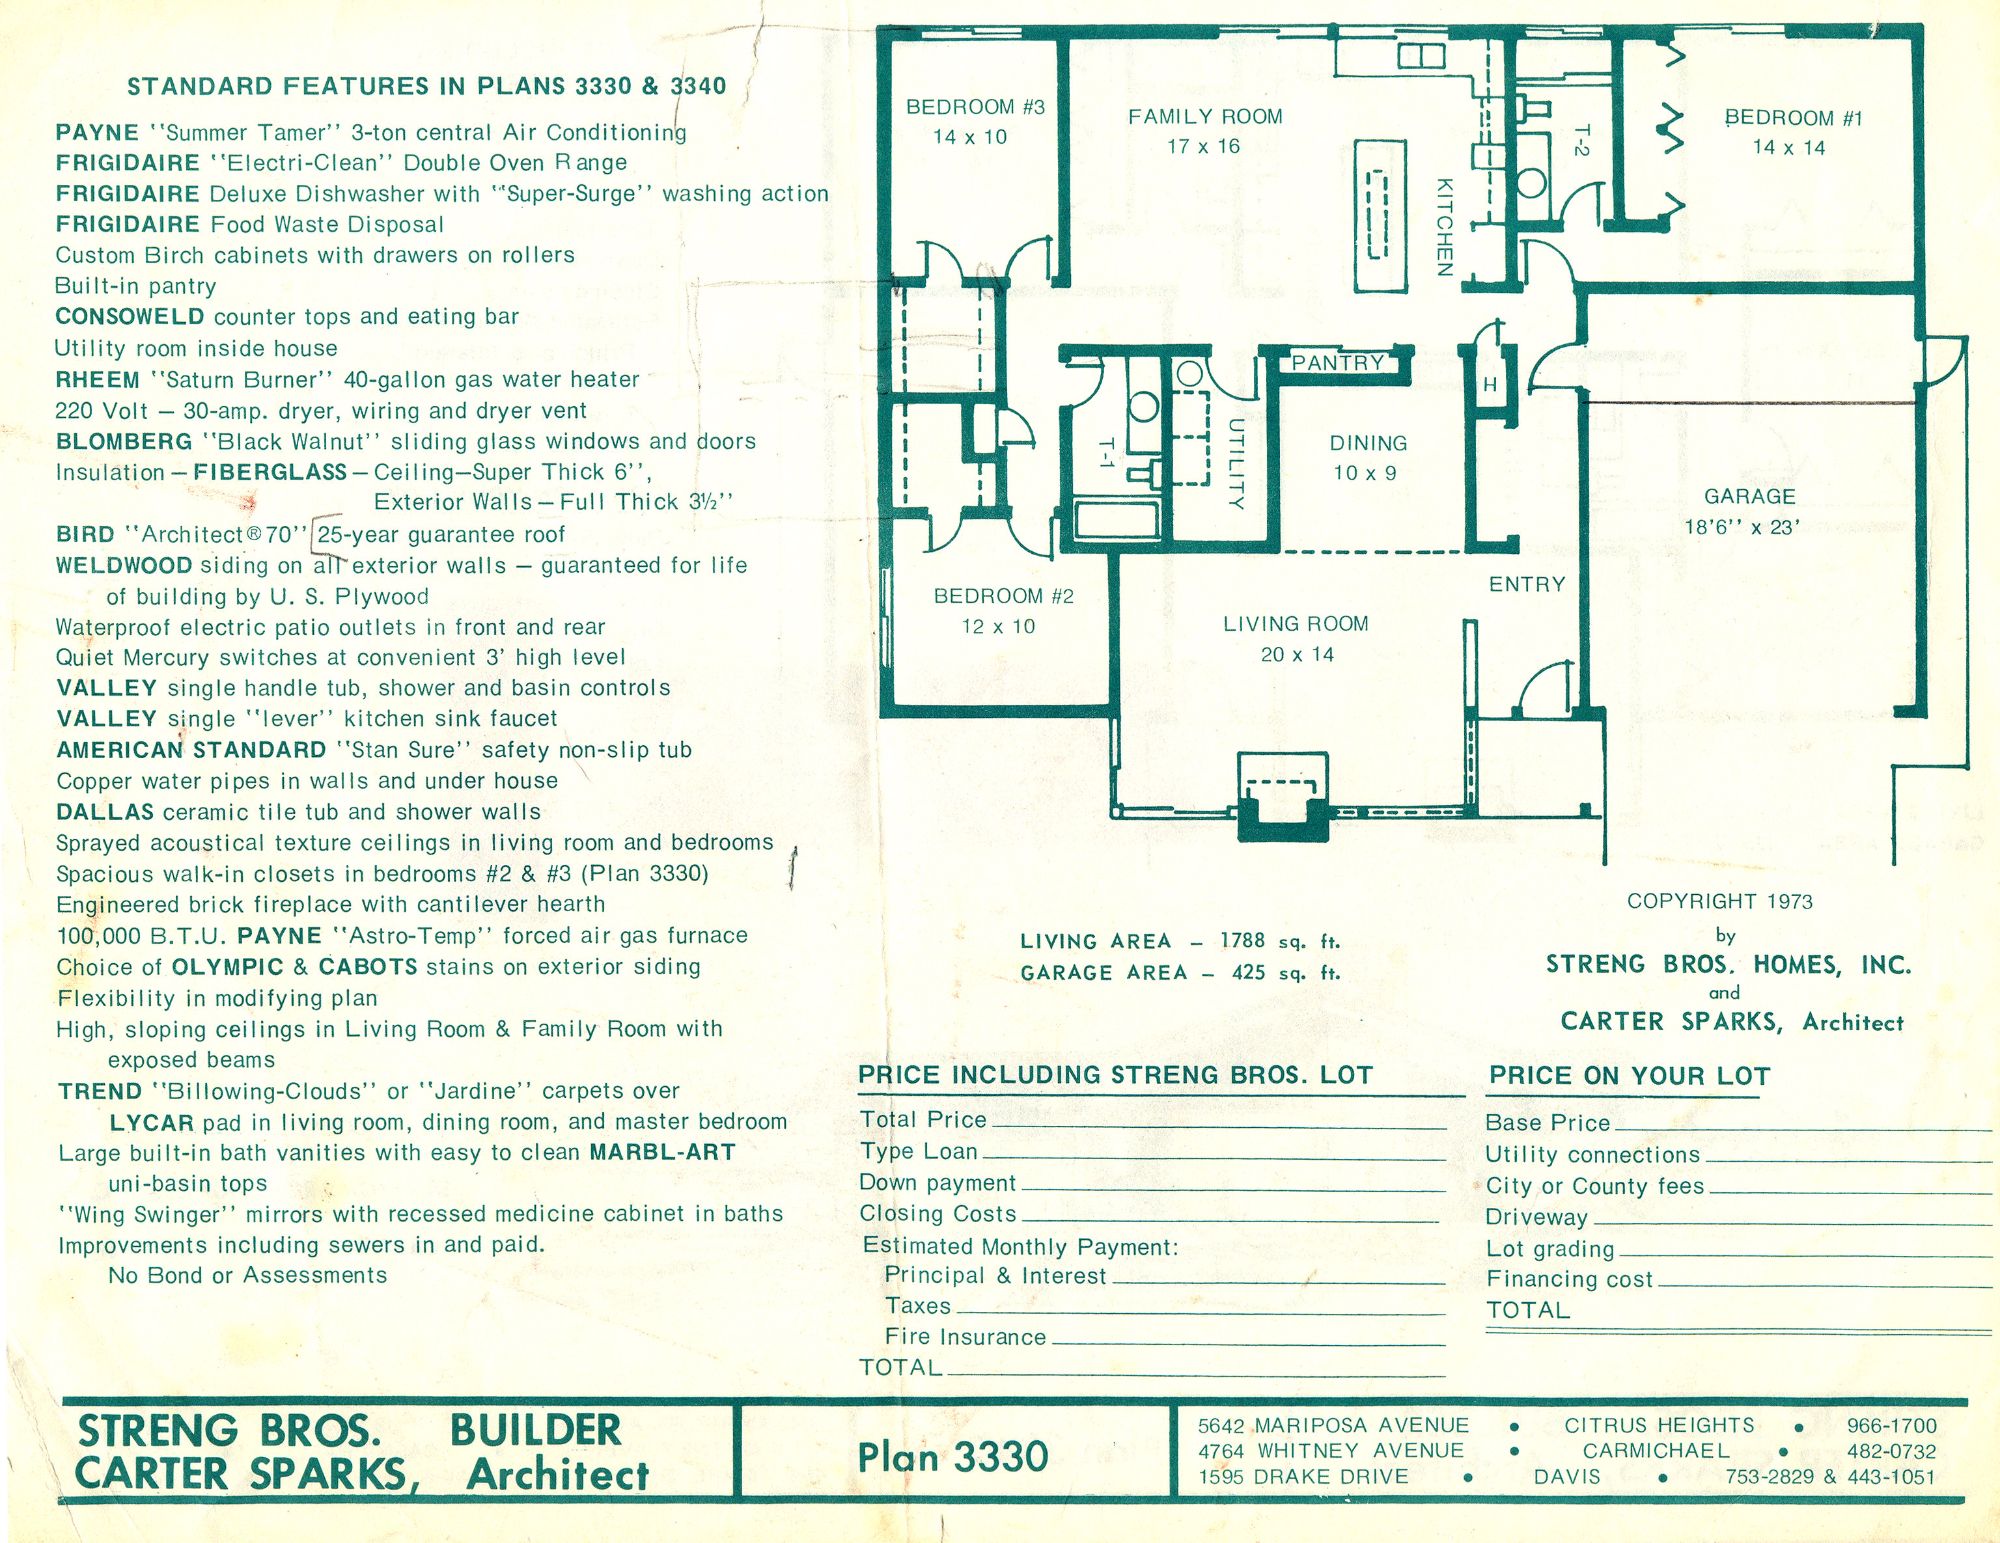 STANDARD FEATURES IN PLANS 3330 & 3340
PAYNE "Summer Tamer" 3-ton central Air Conditioning
FRIGIDAIRE "Electri-Clean" Double Oven Range
FRIGIDAIRE Deluxe Dishwasher with "Super-Surge" washing action
FRIGIDAIRE Food Waste Disposal
Custom Birch cabinets with drawers on rollers
Built-in pantry
CONSOWELD counter tops and eating bar
Utility room inside house
RHEEM "Saturn Burner" 40-gallon gas water heater
220 Volt – 30-amp. dryer, wiring and dryer vent
BLOMBERG "Black Walnut" sliding glass windows and doors
Insulation – FIBERGLASS – Ceiling–Super Thick 6'',
Exterior Walls – Full Thick 3½''
BIRD "Architect®70" 25-year guarantee roof
WELDWOOD siding on all exterior walls – guaranteed for life
of building by U. S. Plywood
Waterproof electric patio outlets in front and rear
Quiet Mercury switches at convenient 3' high level
VALLEY single handle tub, shower and basin controls
VALLEY single "lever" kitchen sink faucet
AMERICAN STANDARD "Stan Sure" safety non-slip tub
Copper water pipes in walls and under house
DALLAS ceramic tile tub and shower walls
Sprayed acoustical texture ceilings in living room and bedrooms
Spacious walk-in closets in bedrooms #2 & #3 (Plan 3330)
Engineered brick fireplace with cantilever hearth
100,000 B.T.U. PAYNE "Astro-Temp" forced air gas furnace
Choice of OLYMPIC & CABOTS stains on exterior siding
Flexibility in modifying plan
High, sloping ceilings in Living Room & Family Room with
exposed beams
TREND "Billowing-Clouds" or "Jardine" carpets over
LYCAR pad in living room, dining room, and master bedroom
Large built-in bath vanities with easy to clean MARBL-ART
uni-basin tops
"Wing Swinger" mirrors with recessed medicine cabinet in baths
Improvements including sewers in and paid.
No Bond or Assessments
BEDROOM #3
14 x 10
FAMILY ROOM
17 x 16
KITCHEN
T-2
BEDROOM #1
14 x 14
PANTRY
H
T-1
UTILITY
DINING
10 x 9
GARAGE
18'6'' x 23'
BEDROOM #2
12 x 10
LIVING ROOM
20 x 14
ENTRY
LIVING AREA – 1788 sq. ft.
GARAGE AREA – 425 sq. ft.
COPYRIGHT 1973
by
STRENG BROS. HOMES, INC.
and
CARTER SPARKS, Architect
PRICE INCLUDING STRENG BROS. LOT
Total Price
Type Loan
Down payment
Closing Costs
Estimated Monthly Payment:
Principal & Interest
Taxes
Fire Insurance
TOTAL
PRICE ON YOUR LOT
Base Price
Utility connections
City or County fees
Driveway
Lot grading
Financing cost
TOTAL
STRENG BROS. BUILDER
CARTER SPARKS, Architect
Plan 3330
5642 MARIPOSA AVENUE • CITRUS HEIGHTS • 966-1700
4764 WHITNEY AVENUE • CARMICHAEL • 482-0732
1595 DRAKE DRIVE • DAVIS • 753-2829 & 443-1051